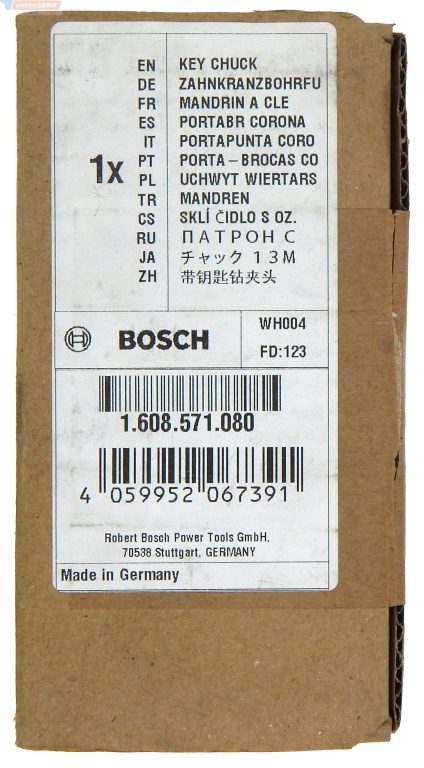 EN KEY CHUCK
DE ZAHNKRANZBOHRFU
FR MANDRIN A CLE
ES PORTABR CORONA
IT PORTAPUNTA CORO
1x PT PORTA-BROCAS CO
PL UCHWYT WIERTARS
TR MANDREN
CS SKLÍ ČIDLO S OZ.
RU ПАТРОН С
JA チャック 13M
ZH 带钥匙钻夹头
BOSCH
WH004
FD:123
1.608.571.080
4 059952 067391
Robert Bosch Power Tools GmbH,
70538 Stuttgart, GERMANY
Made in Germany